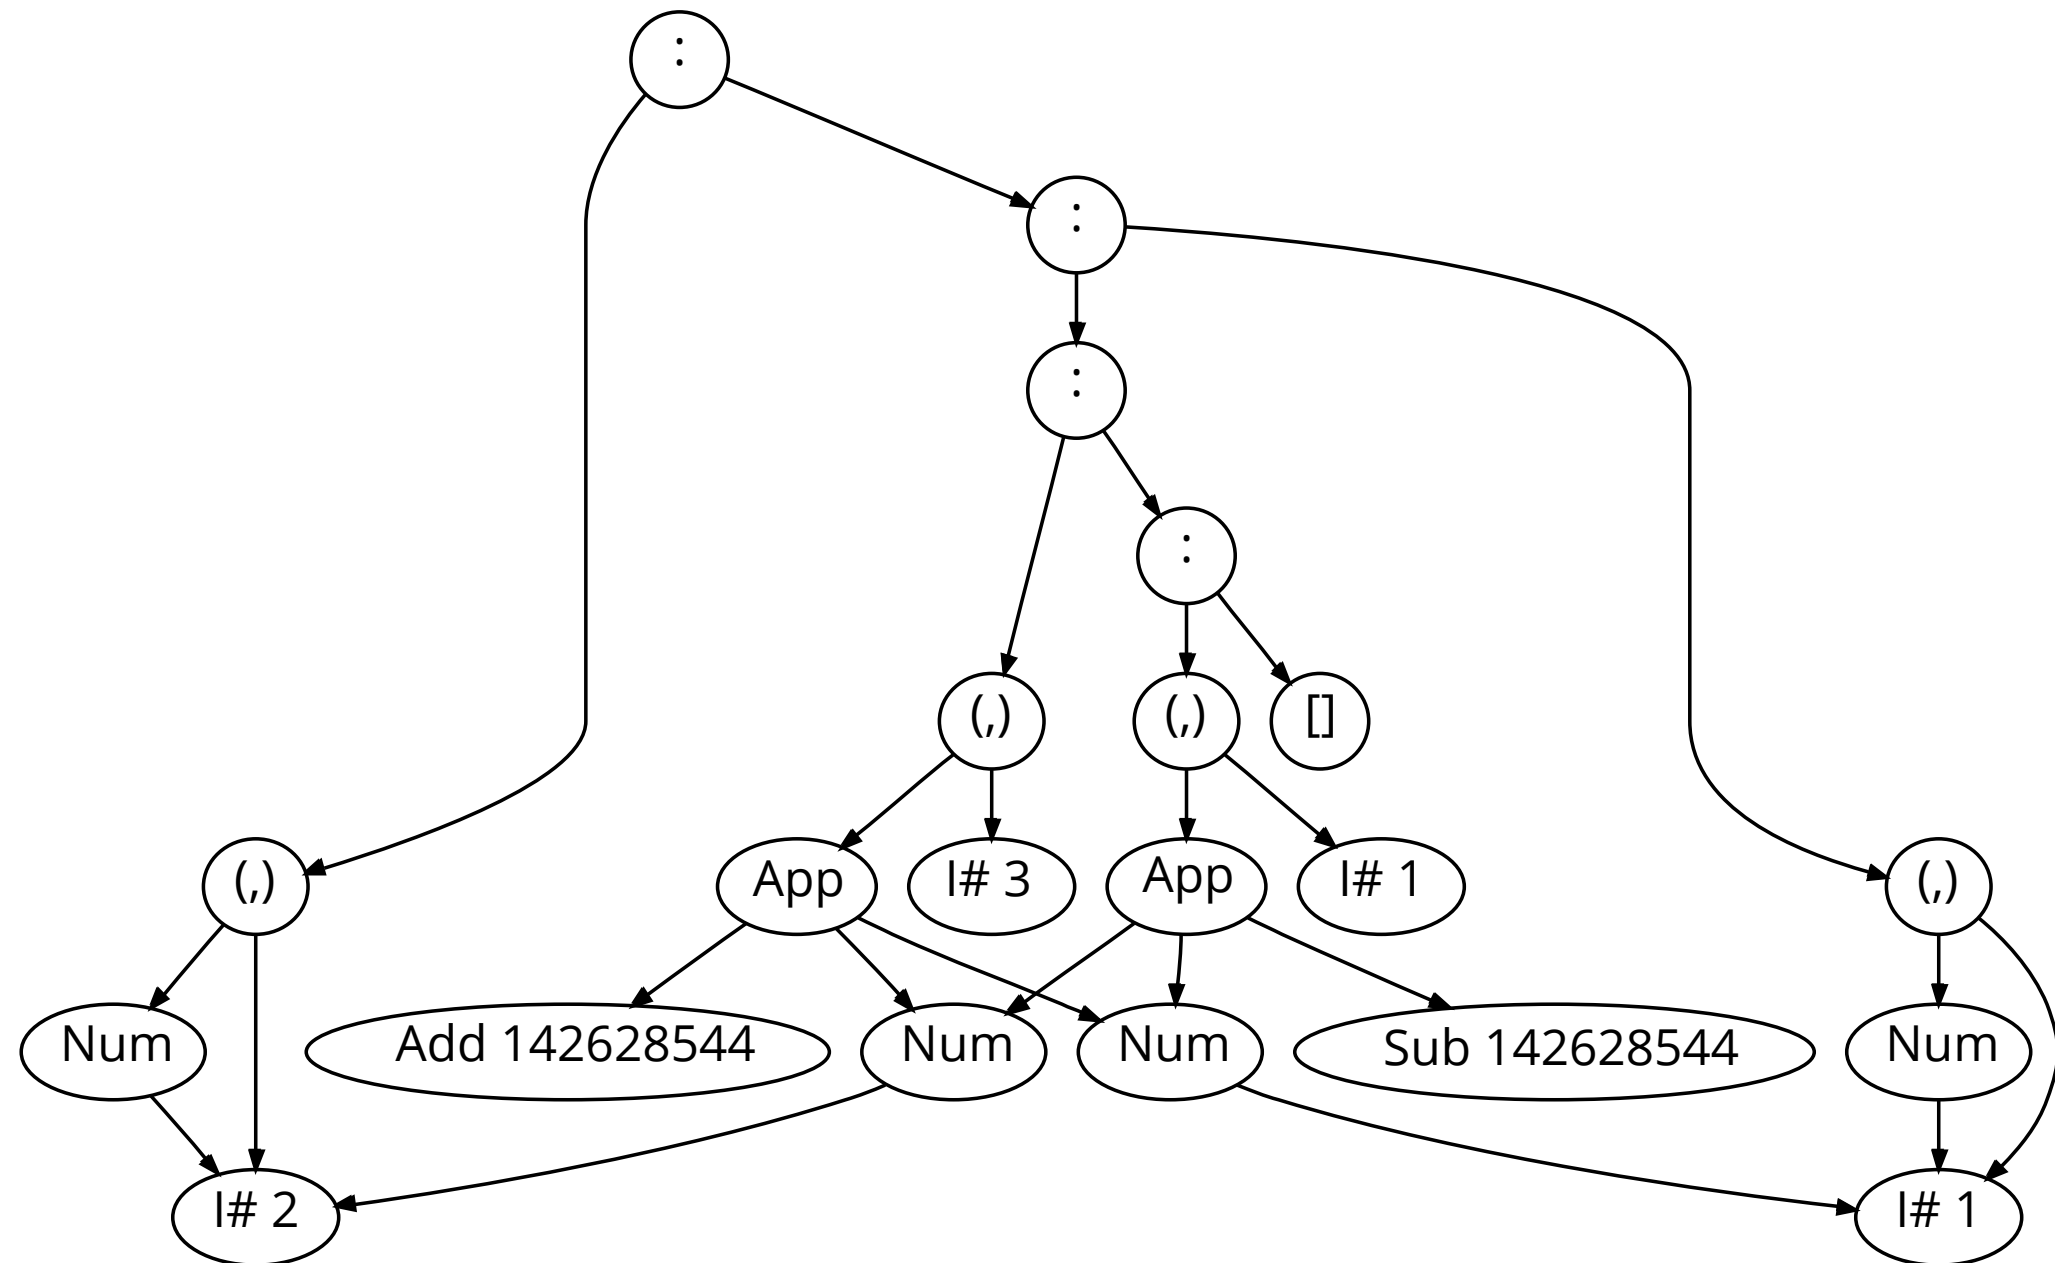 :
:
:
:
(,)
(,)
[]
(,)
App
I# 3
App
I# 1
(,)
Num
Add 142628544
Num
Num
Sub 142628544
Num
I# 2
I# 1